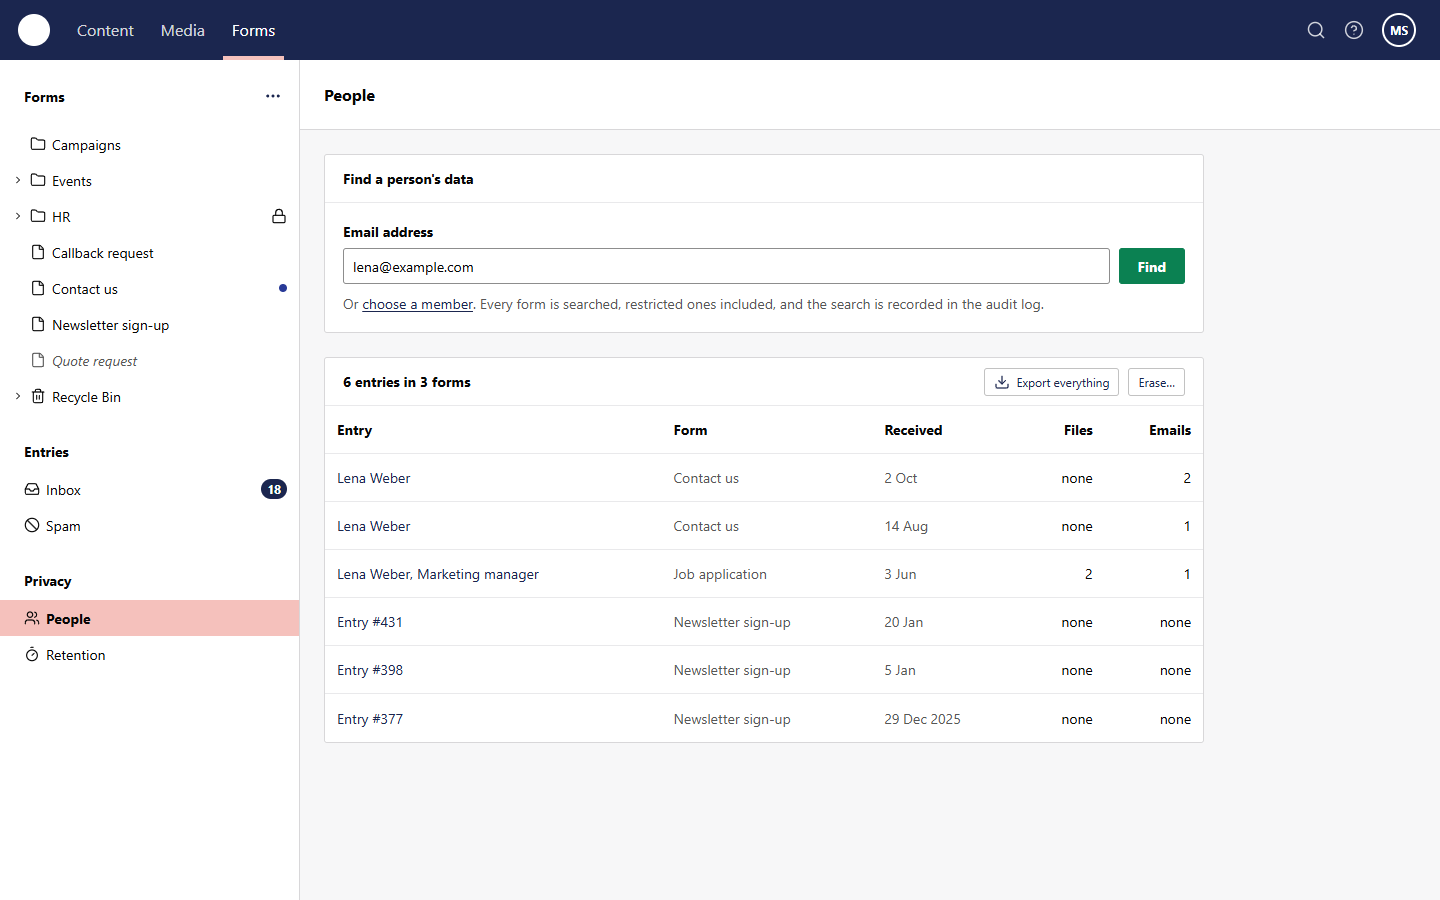 Content Media Forms MS
Forms
Campaigns
Events
HR
Callback request
Contact us
Newsletter sign-up
Quote request
Recycle Bin
Entries
Inbox 18
Spam
Privacy
People
Retention
People
Find a person's data
Email address
lena@example.com Find
Or choose a member. Every form is searched, restricted ones included, and the search is recorded in the audit log.
6 entries in 3 forms Export everything Erase...
Entry Form Received Files Emails
Lena Weber Contact us 2 Oct none 2
Lena Weber Contact us 14 Aug none 1
Lena Weber, Marketing manager Job application 3 Jun 2 1
Entry #431 Newsletter sign-up 20 Jan none none
Entry #398 Newsletter sign-up 5 Jan none none
Entry #377 Newsletter sign-up 29 Dec 2025 none none